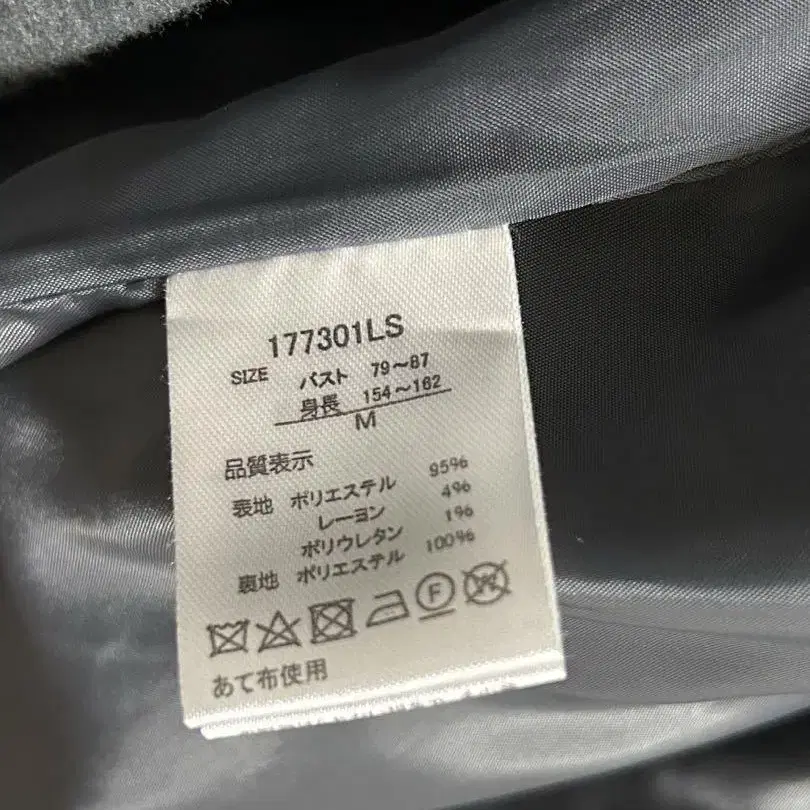 177301LS
SIZE バスト 79～87
身長 154～162
M
品質表示
表地 ポリエステル 95%
レーヨン 4%
ポリウレタン 1%
裏地 ポリエステル 100%
F W
あて布使用